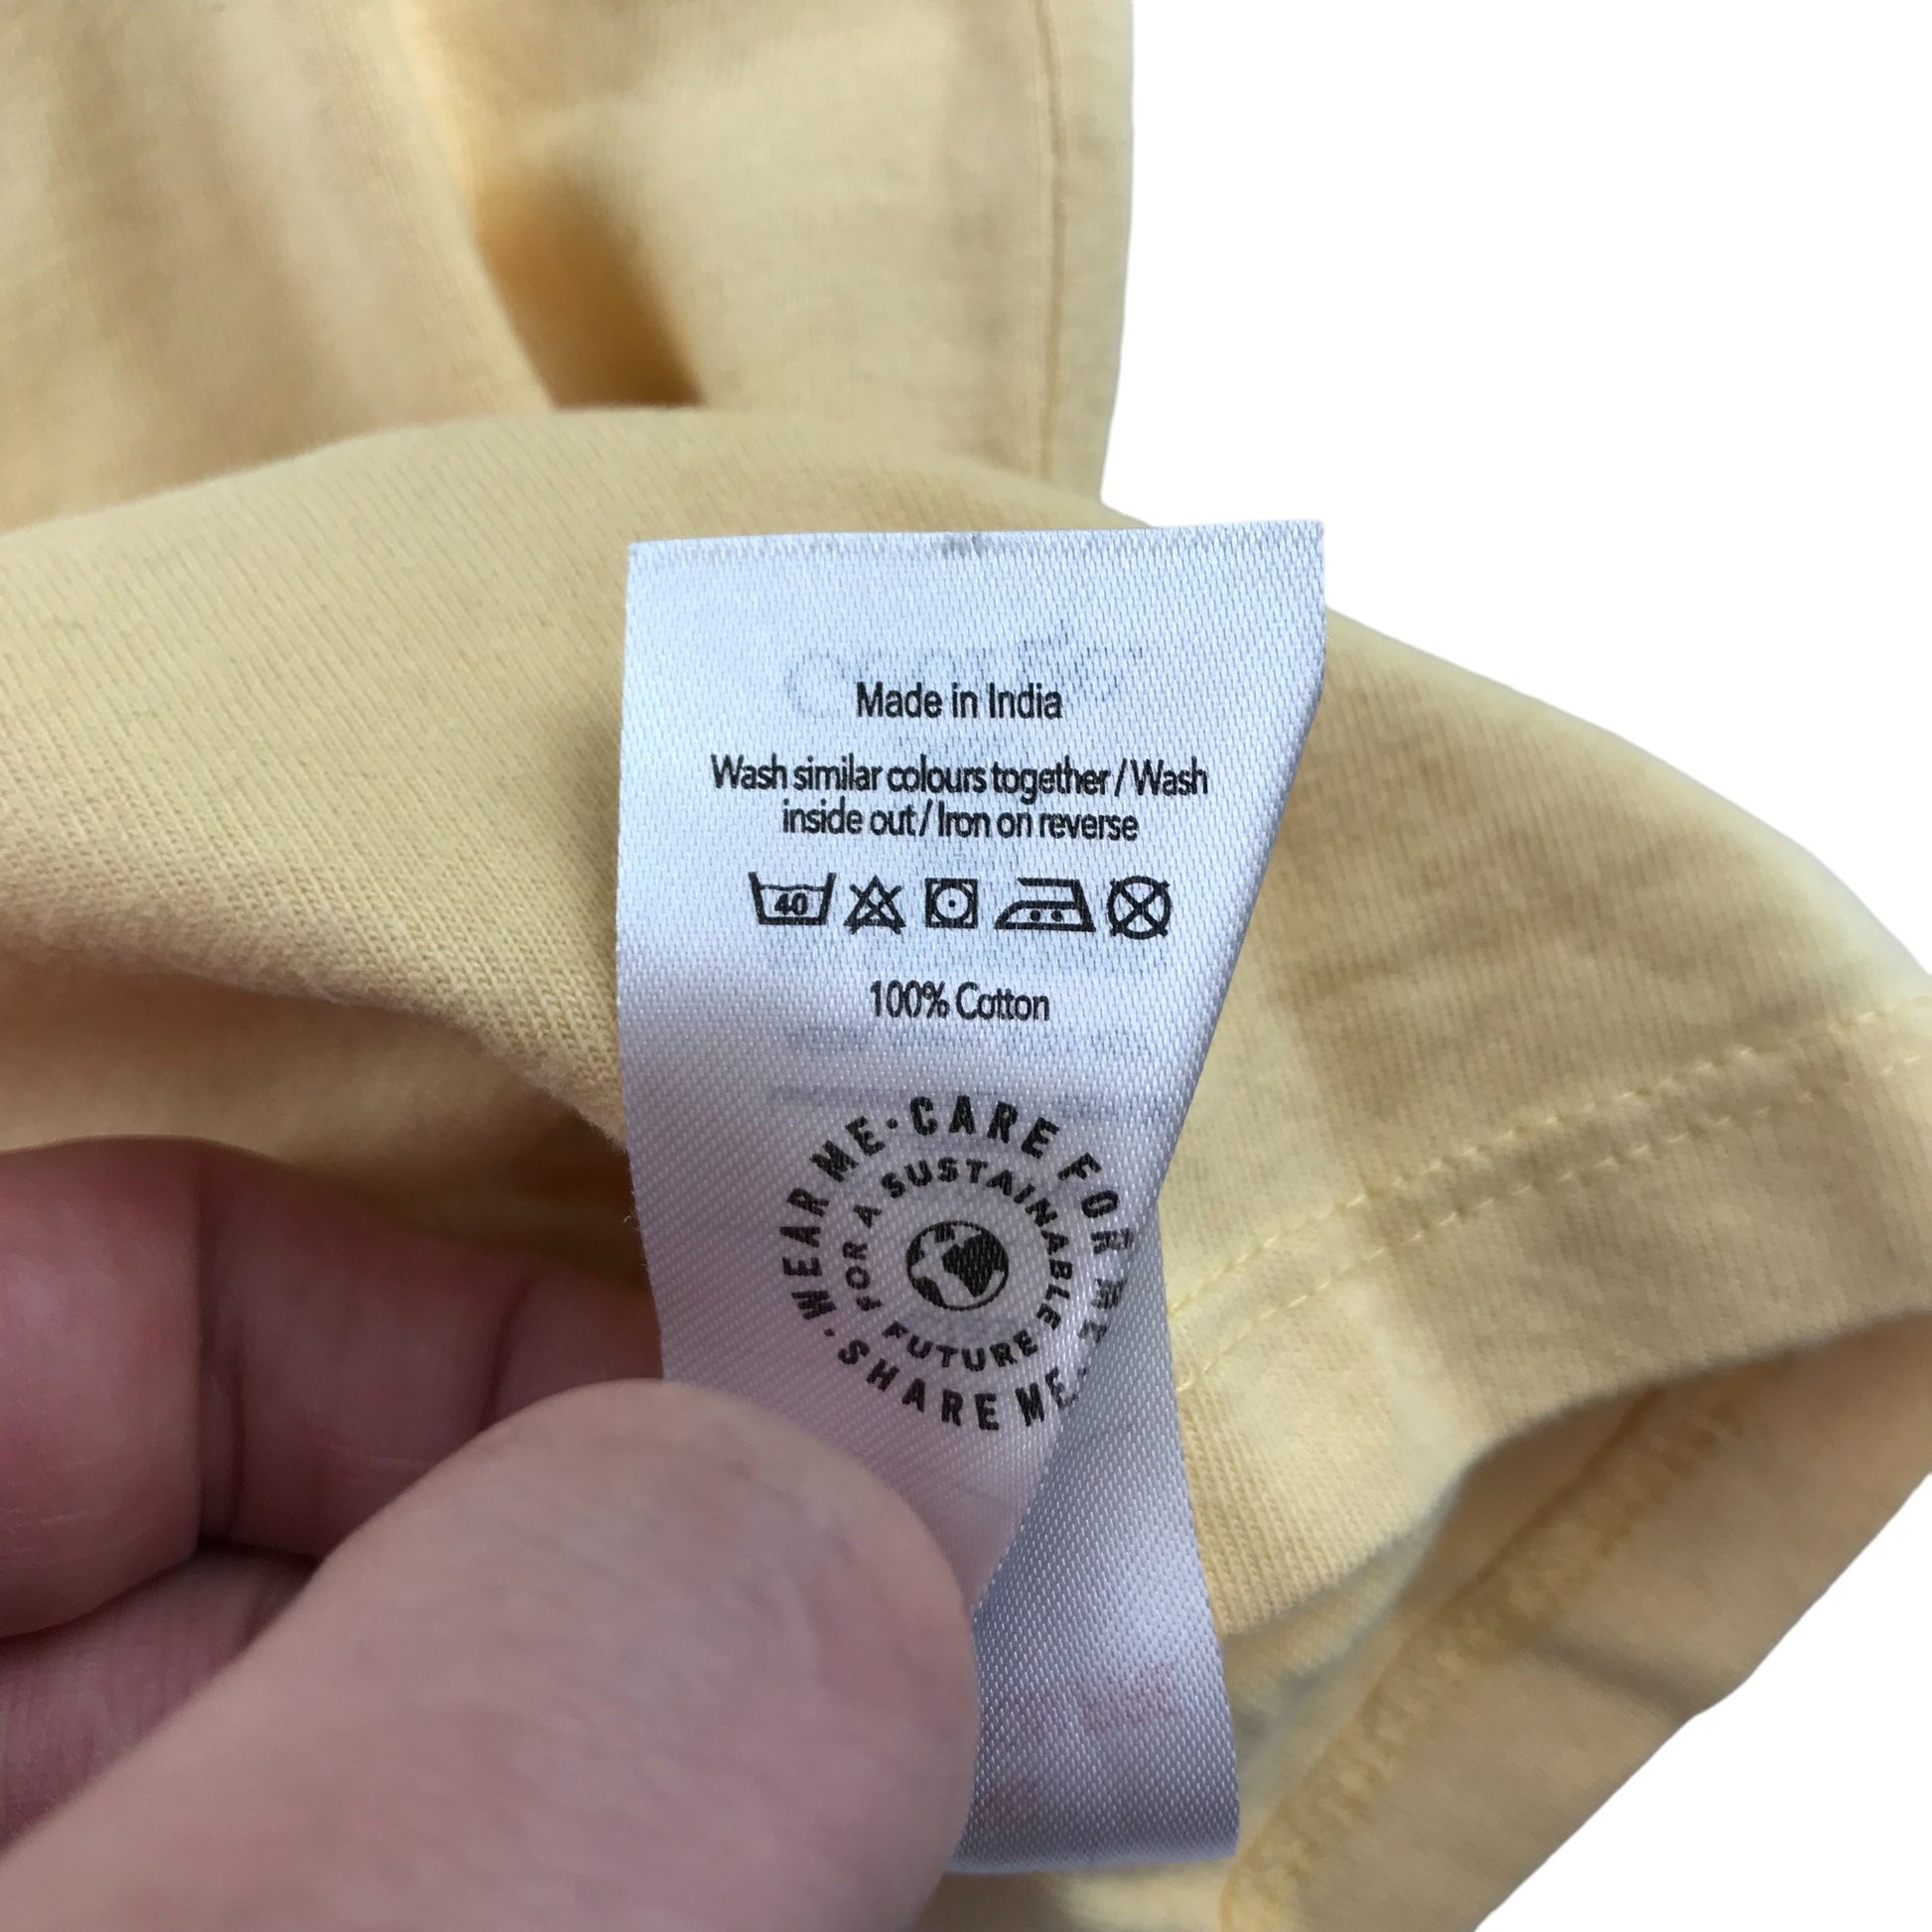 Made in India
Wash similar colours together / Wash
inside out / Iron on reverse
40
100% Cotton
WEAR ME · CARE FOR ME · SHARE ME ·
FOR A SUSTAINABLE FUTURE